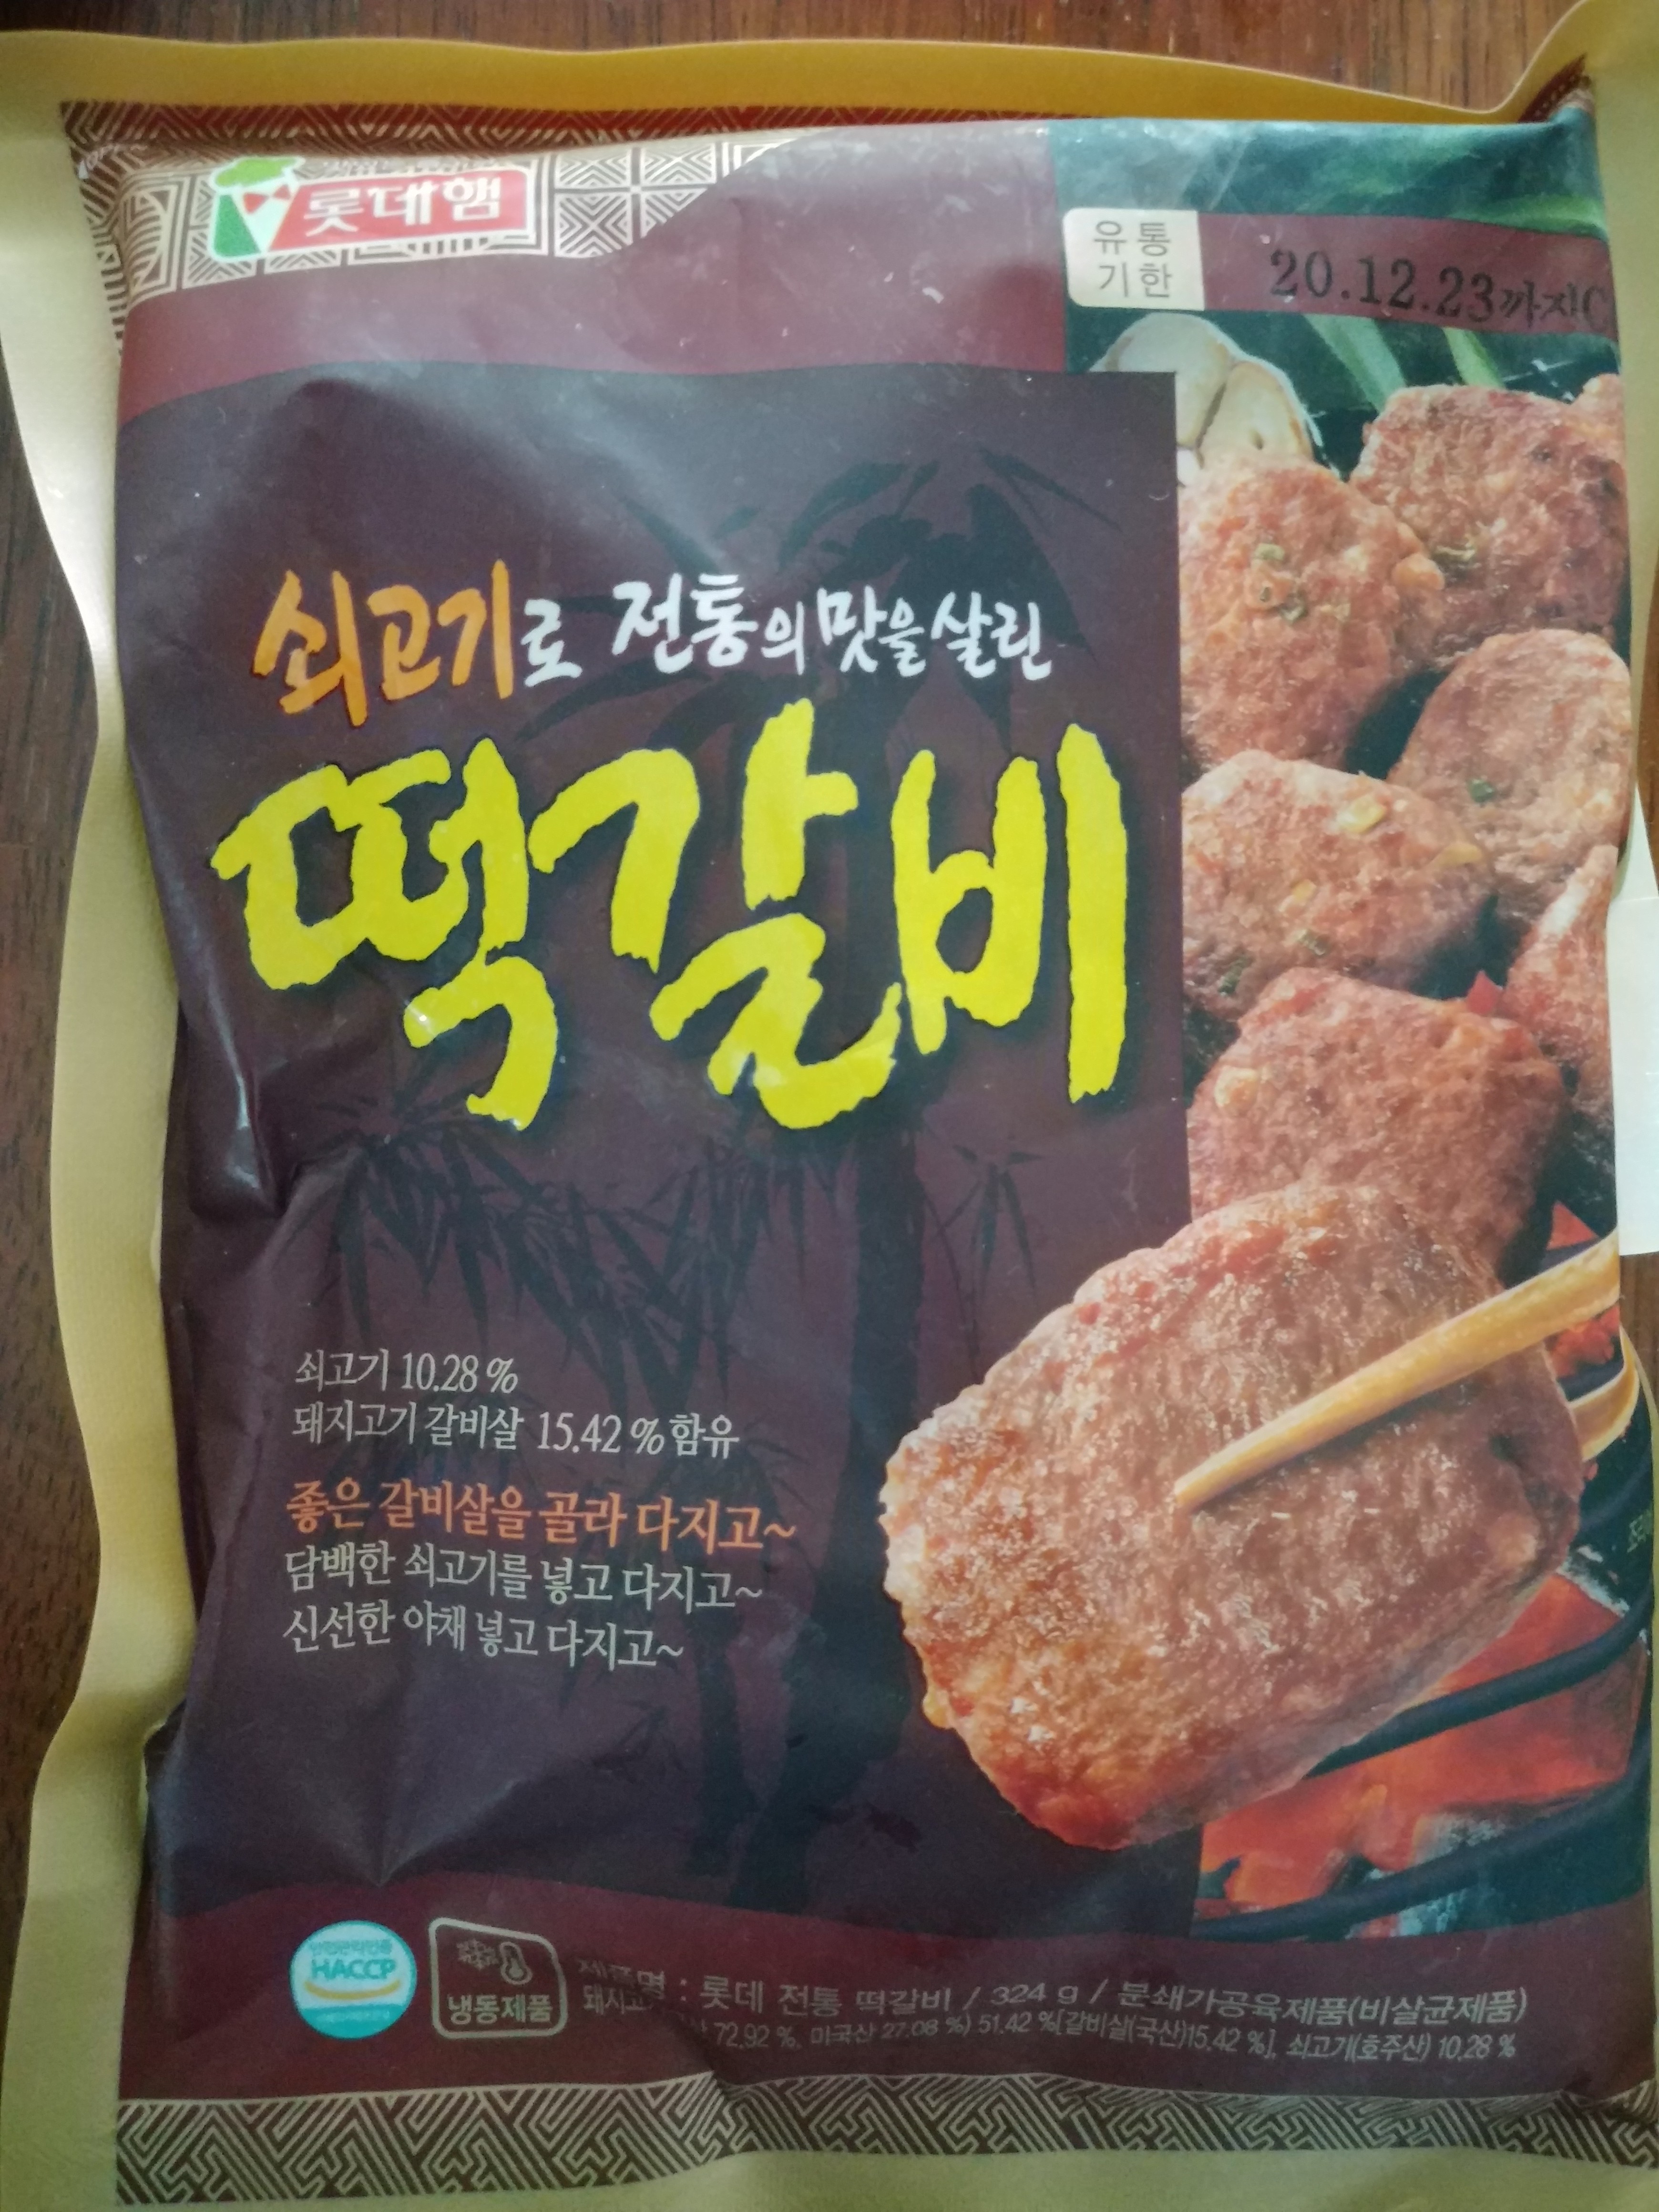 롯데햄
유통
기한
20.12.23까지C
쇠고기로 전통의 맛을 살린
떡갈비
쇠고기 10.28 %
돼지고기 갈비살 15.42 % 함유
좋은 갈비살을 골라 다지고~
담백한 쇠고기를 넣고 다지고~
신선한 야채 넣고 다지고~
HACCP
냉동제품
제품명 : 롯데 전통 떡갈비 / 324 g / 분쇄가공육제품(비살균제품)
72.92 %, 미국산 27.08 %) 51.42 %[갈비살(국산)15.42 %], 쇠고기(호주산) 10.28 %